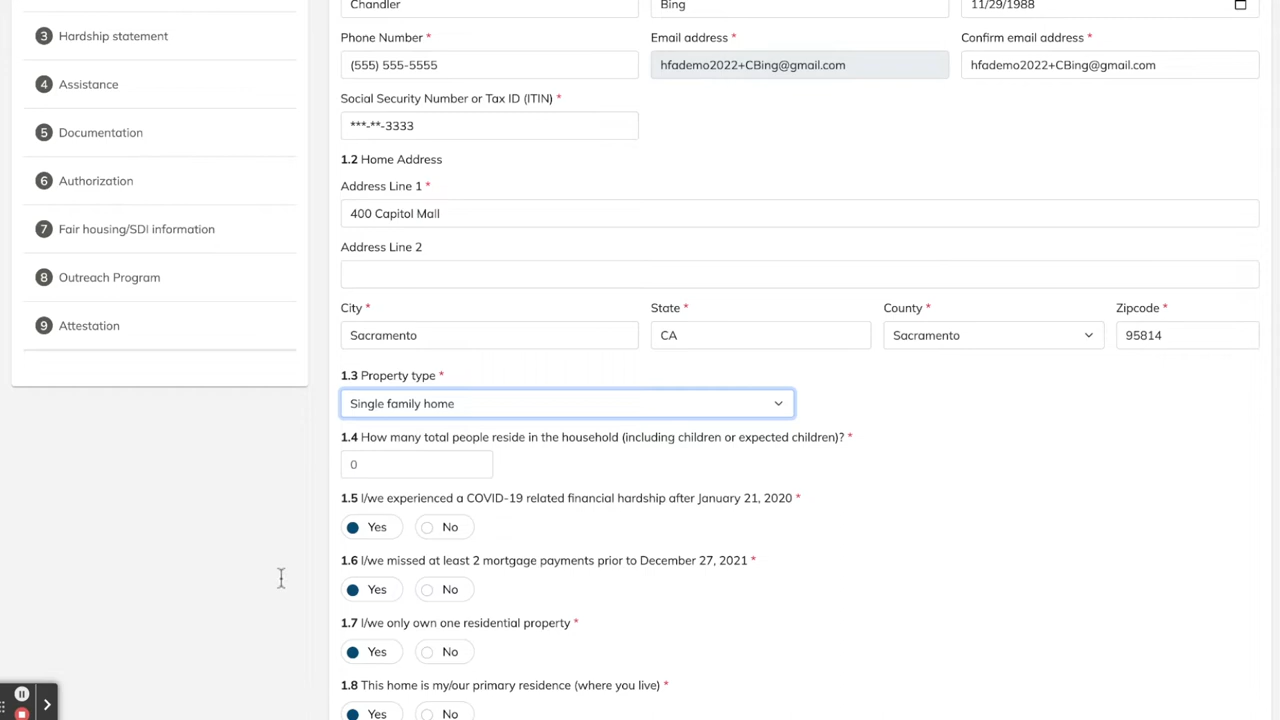 3 Hardship statement
4 Assistance
5 Documentation
6 Authorization
7 Fair housing/SDI information
8 Outreach Program
9 Attestation
Chandler
Bing
11/29/1988
Phone Number *
Email address *
Confirm email address *
(555) 555-5555
hfademo2022+CBing@gmail.com
hfademo2022+CBing@gmail.com
Social Security Number or Tax ID (ITIN) *
***-**-3333
1.2 Home Address
Address Line 1 *
400 Capitol Mall
Address Line 2
City *
State *
County *
Zipcode *
Sacramento
CA
Sacramento
95814
1.3 Property type *
Single family home
1.4 How many total people reside in the household (including children or expected children)? *
0
1.5 I/we experienced a COVID-19 related financial hardship after January 21, 2020 *
Yes
No
1.6 I/we missed at least 2 mortgage payments prior to December 27, 2021 *
Yes
No
1.7 I/we only own one residential property *
Yes
No
1.8 This home is my/our primary residence (where you live) *
Yes
No